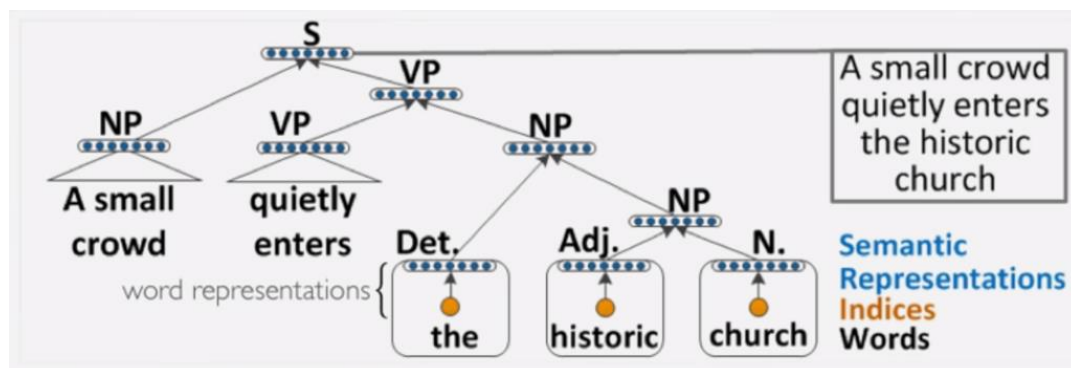 S
VP
NP
VP
NP
A small
crowd
quietly
enters
NP
Det.
Adj.
N.
word representations
the
historic
church
A small crowd
quietly enters
the historic
church
Semantic
Representations
Indices
Words